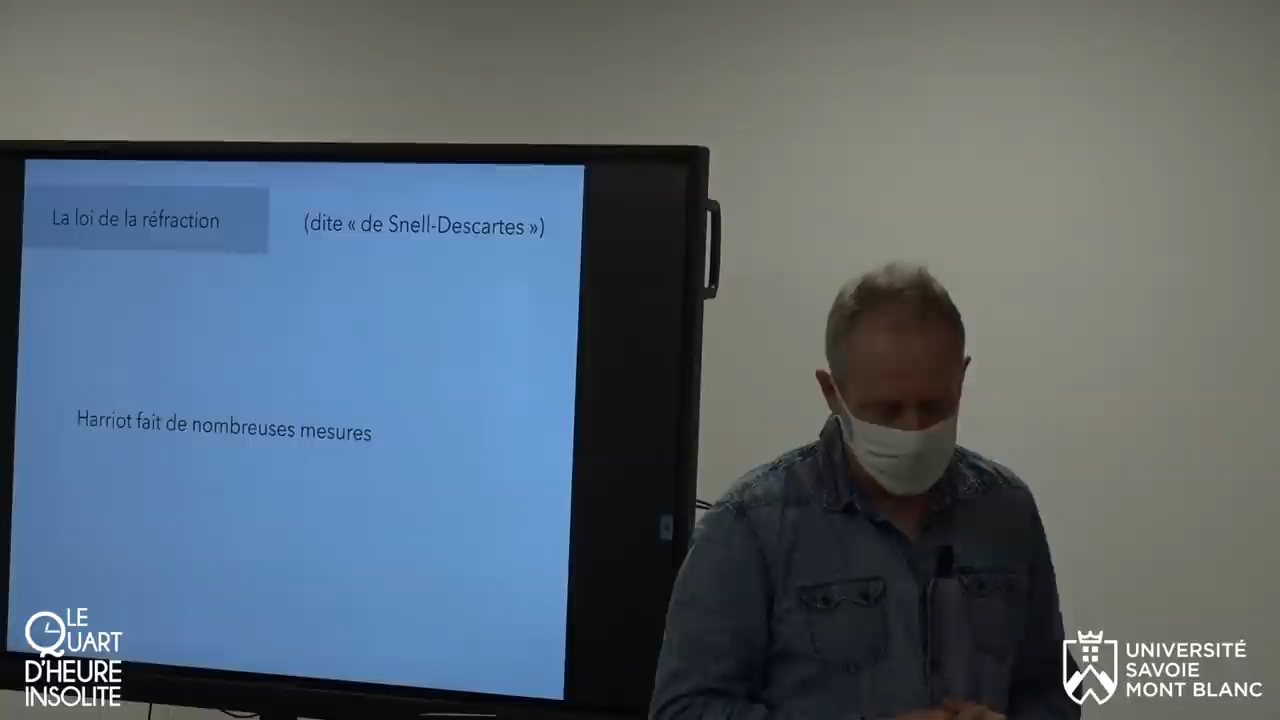 La loi de la réfraction
(dite « de Snell-Descartes »)
Harriot fait de nombreuses mesures
LE
QUART
D'HEURE
INSOLITE
UNIVERSITÉ
SAVOIE
MONT BLANC